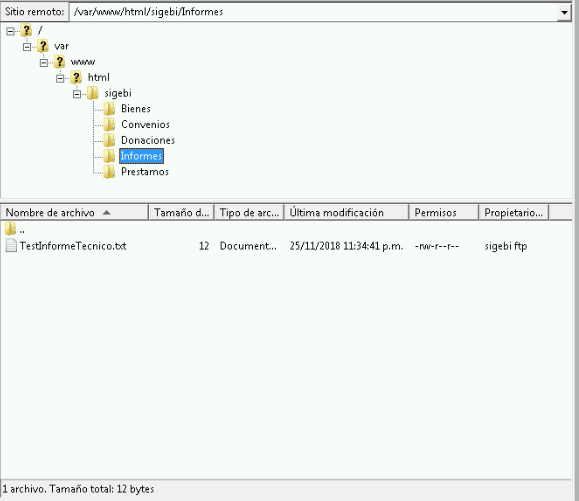 Sitio remoto: /var/www/html/sigebi/Informes
? /
? var
? www
? html
sigebi
Bienes
Convenios
Donaciones
Informes
Prestamos
Nombre de archivo Tamaño d... Tipo de arc... Última modificación Permisos Propietario...
..
TestInformeTecnico.txt 12 Document... 25/11/2018 11:34:41 p.m. -rw-r--r-- sigebi ftp
1 archivo. Tamaño total: 12 bytes